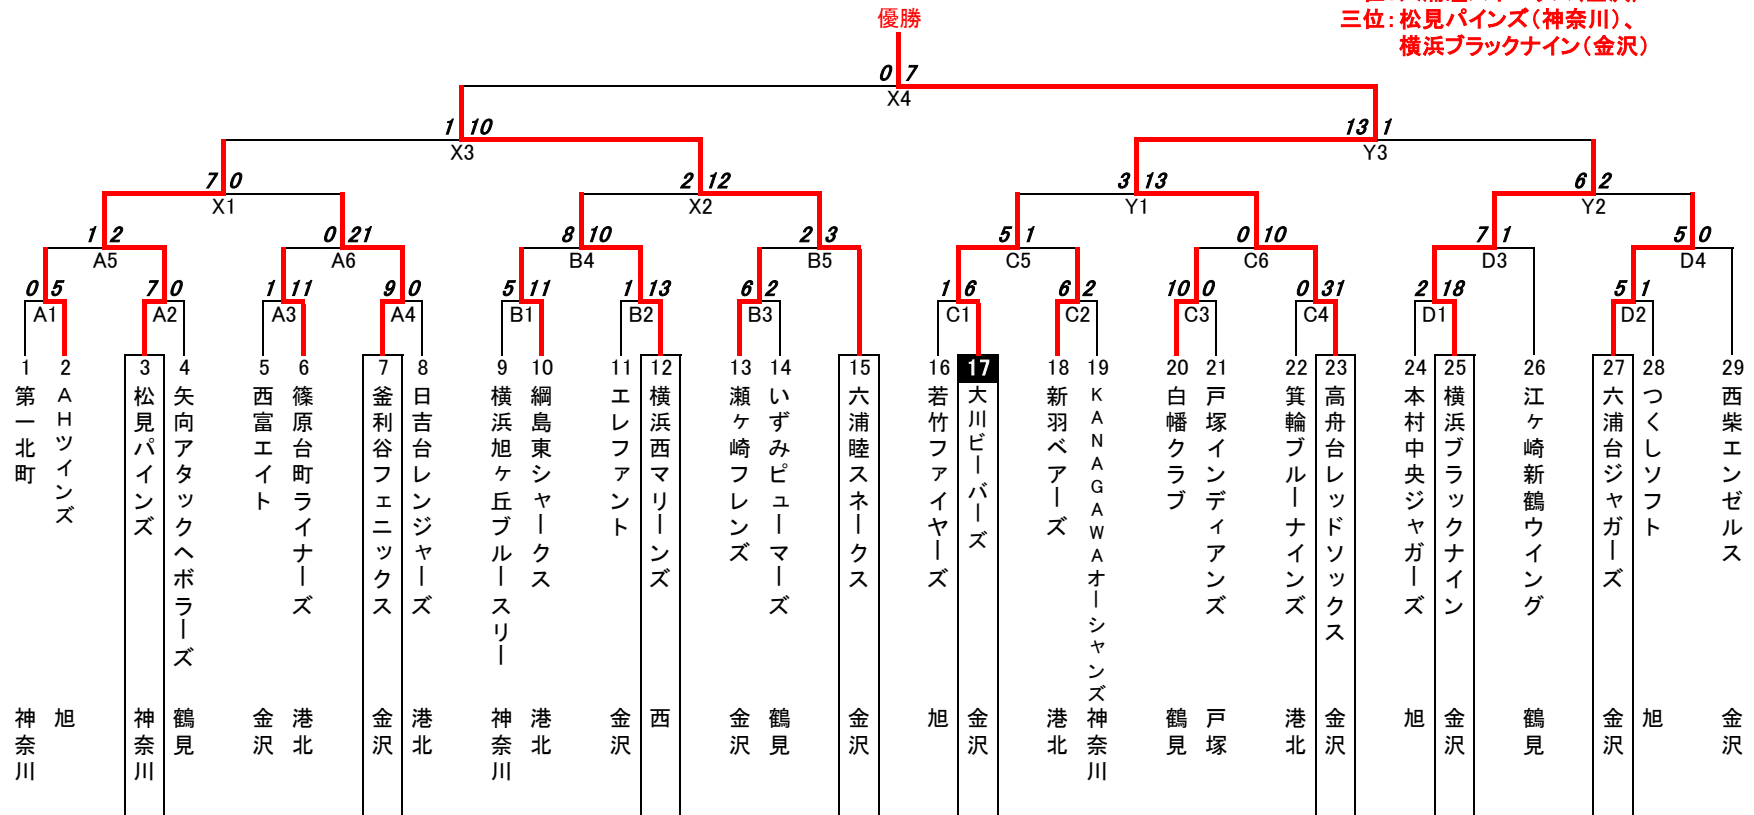 優勝
三位：松見パインズ（神奈川）、
横浜ブラックナイン（金沢）
0 7
X4
1 10
X3
13 1
Y3
7 0
X1
2 12
X2
3 13
Y1
6 2
Y2
1 2
A5
0 21
A6
8 10
B4
2 3
B5
5 1
C5
0 10
C6
7 1
D3
5 0
D4
0 5
A1
7 0
A2
1 11
A3
9 0
A4
5 11
B1
1 13
B2
6 2
B3
1 6
C1
6 2
C2
10 0
C3
0 31
C4
2 18
D1
5 1
D2
1 第一北町 神奈川
2 AHツインズ 旭
3 松見パインズ 神奈川
4 矢向アタックヘボラーズ 鶴見
5 西富エイト 金沢
6 篠原台町ライナーズ 港北
7 釜利谷フェニックス 金沢
8 日吉台レンジャーズ 港北
9 横浜旭ヶ丘ブルースリー 神奈川
10 綱島東シャークス 港北
11 エレファント 金沢
12 横浜西マリーンズ 西
13 瀬ヶ崎フレンズ 金沢
14 いずみピューマーズ 鶴見
15 六浦睦スネークス 金沢
16 若竹ファイヤーズ 旭
17 大川ビーバーズ 金沢
18 新羽ベアーズ 港北
19 KANAGAWAオーシャンズ 神奈川
20 白幡クラブ 鶴見
21 戸塚インディアンズ 戸塚
22 箕輪ブルーナインズ 港北
23 高舟台レッドソックス 金沢
24 本村中央ジャガーズ 旭
25 横浜ブラックナイン 金沢
26 江ヶ崎新鶴ウイング 鶴見
27 六浦台ジャガーズ 金沢
28 つくしソフト 旭
29 西柴エンゼルス 金沢